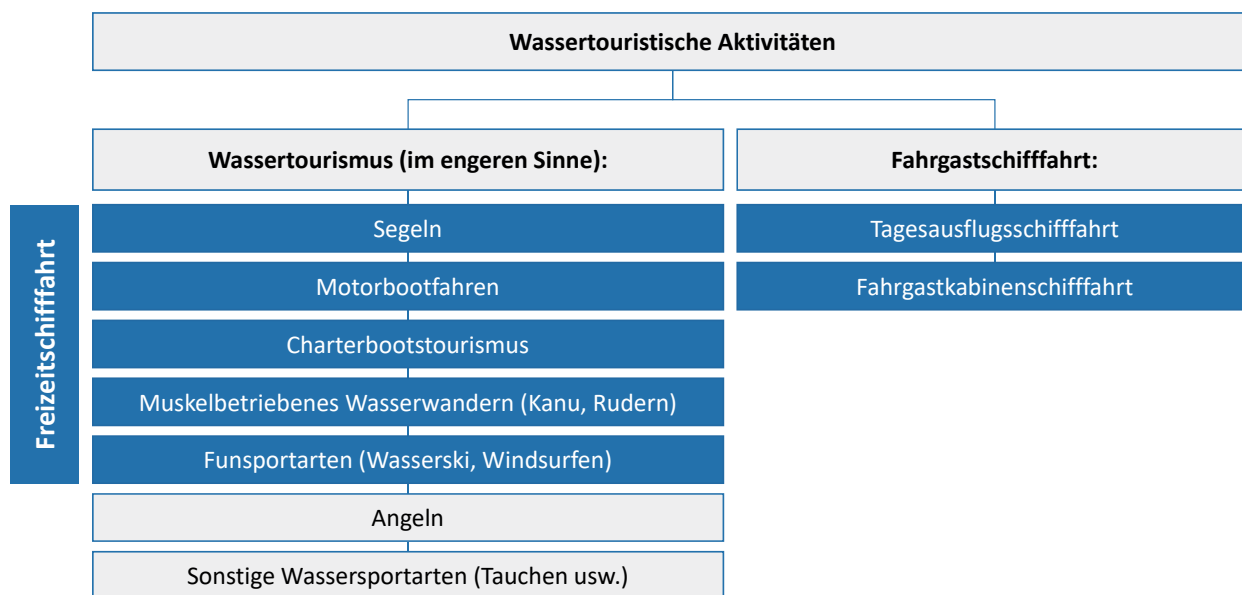 Wassertouristische Aktivitäten
Wassertourismus (im engeren Sinne):
Fahrgastschifffahrt:
Freizeitschifffahrt
Segeln
Tagesausflugsschifffahrt
Motorbootfahren
Fahrgastkabinenschifffahrt
Charterbootstourismus
Muskelbetriebenes Wasserwandern (Kanu, Rudern)
Funsportarten (Wasserski, Windsurfen)
Angeln
Sonstige Wassersportarten (Tauchen usw.)